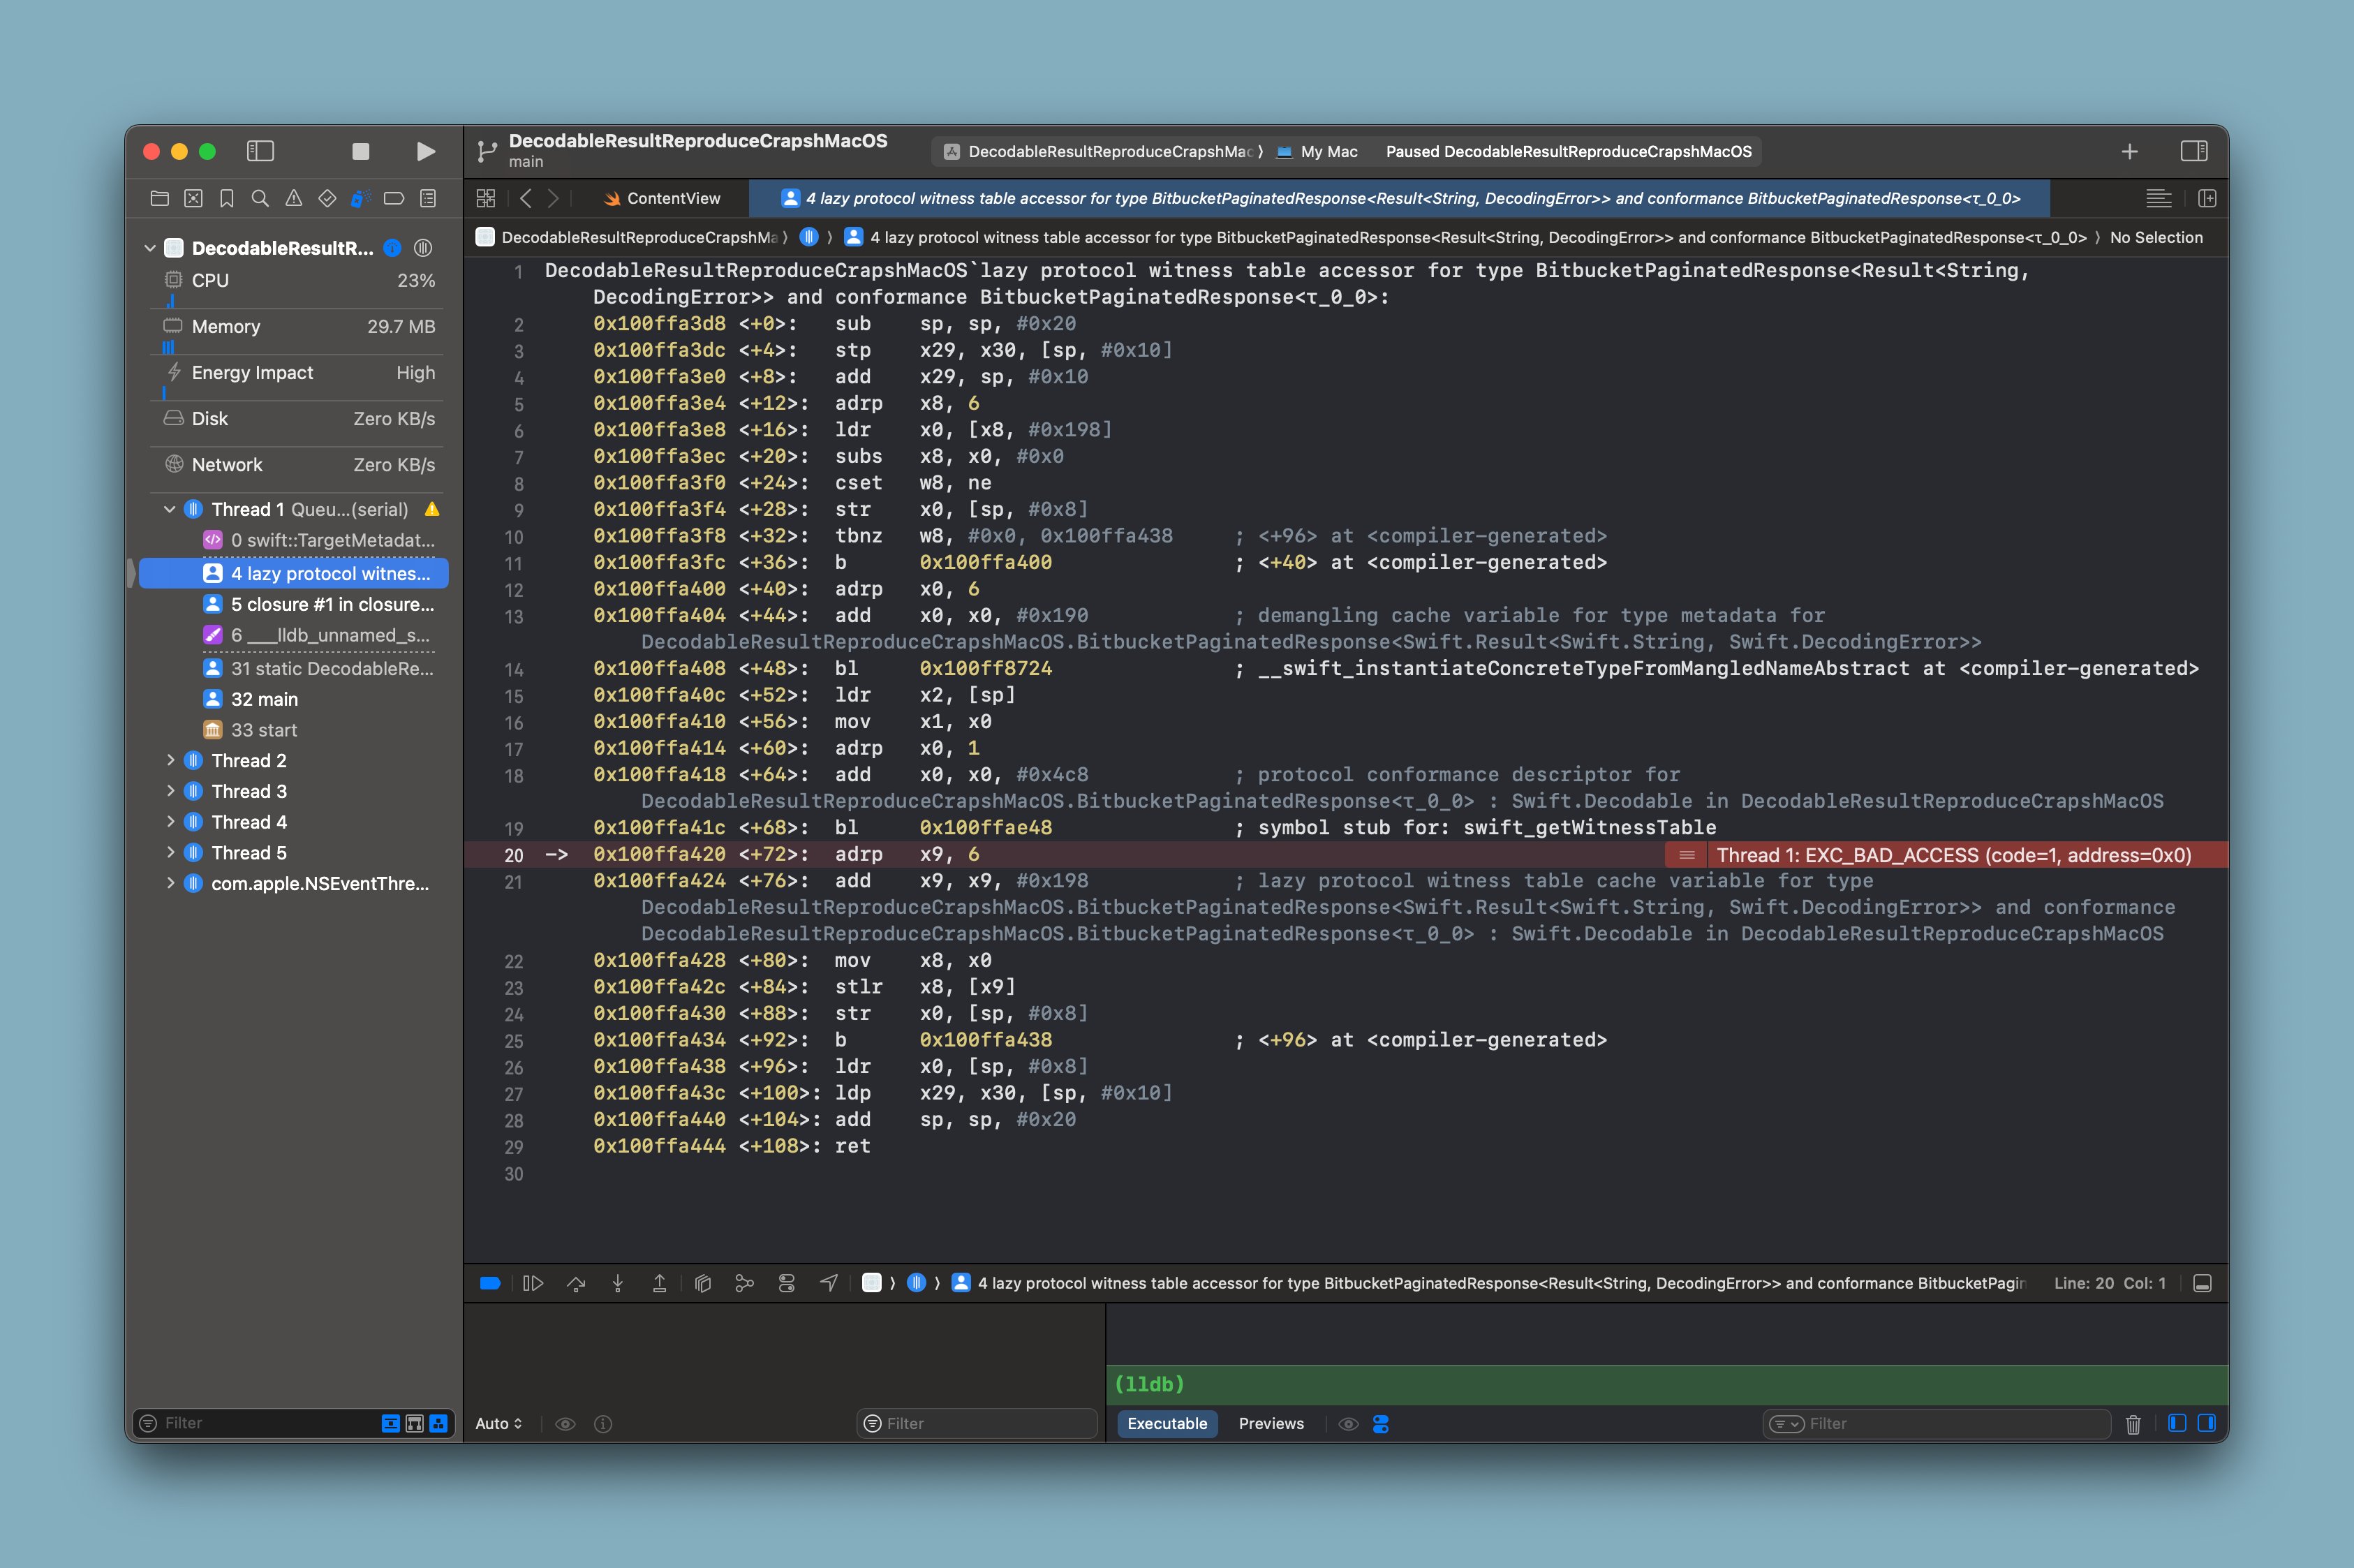 DecodableResultReproduceCrapshMacOS
main
DecodableResultReproduceCrapshMac
My Mac
Paused DecodableResultReproduceCrapshMacOS
ContentView
4 lazy protocol witness table accessor for type BitbucketPaginatedResponse<Result<String, DecodingError>> and conformance BitbucketPaginatedResponse<τ_0_0>
DecodableResultReproduceCrapshMa
4 lazy protocol witness table accessor for type BitbucketPaginatedResponse<Result<String, DecodingError>> and conformance BitbucketPaginatedResponse<τ_0_0>
No Selection
DecodableResultR...
CPU 23%
Memory 29.7 MB
Energy Impact High
Disk Zero KB/s
Network Zero KB/s
Thread 1 Queu...(serial)
0 swift::TargetMetadat...
4 lazy protocol witnes...
5 closure #1 in closure...
6 ___lldb_unnamed_s...
31 static DecodableRe...
32 main
33 start
Thread 2
Thread 3
Thread 4
Thread 5
com.apple.NSEventThre...
Filter
1 DecodableResultReproduceCrapshMacOS`lazy protocol witness table accessor for type BitbucketPaginatedResponse<Result<String,
DecodingError>> and conformance BitbucketPaginatedResponse<τ_0_0>:
2 0x100ffa3d8 <+0>: sub sp, sp, #0x20
3 0x100ffa3dc <+4>: stp x29, x30, [sp, #0x10]
4 0x100ffa3e0 <+8>: add x29, sp, #0x10
5 0x100ffa3e4 <+12>: adrp x8, 6
6 0x100ffa3e8 <+16>: ldr x0, [x8, #0x198]
7 0x100ffa3ec <+20>: subs x8, x0, #0x0
8 0x100ffa3f0 <+24>: cset w8, ne
9 0x100ffa3f4 <+28>: str x0, [sp, #0x8]
10 0x100ffa3f8 <+32>: tbnz w8, #0x0, 0x100ffa438 ; <+96> at <compiler-generated>
11 0x100ffa3fc <+36>: b 0x100ffa400 ; <+40> at <compiler-generated>
12 0x100ffa400 <+40>: adrp x0, 6
13 0x100ffa404 <+44>: add x0, x0, #0x190 ; demangling cache variable for type metadata for
DecodableResultReproduceCrapshMacOS.BitbucketPaginatedResponse<Swift.Result<Swift.String, Swift.DecodingError>>
14 0x100ffa408 <+48>: bl 0x100ff8724 ; __swift_instantiateConcreteTypeFromMangledNameAbstract at <compiler-generated>
15 0x100ffa40c <+52>: ldr x2, [sp]
16 0x100ffa410 <+56>: mov x1, x0
17 0x100ffa414 <+60>: adrp x0, 1
18 0x100ffa418 <+64>: add x0, x0, #0x4c8 ; protocol conformance descriptor for
DecodableResultReproduceCrapshMacOS.BitbucketPaginatedResponse<τ_0_0> : Swift.Decodable in DecodableResultReproduceCrapshMacOS
19 0x100ffa41c <+68>: bl 0x100ffae48 ; symbol stub for: swift_getWitnessTable
20 -> 0x100ffa420 <+72>: adrp x9, 6 Thread 1: EXC_BAD_ACCESS (code=1, address=0x0)
21 0x100ffa424 <+76>: add x9, x9, #0x198 ; lazy protocol witness table cache variable for type
DecodableResultReproduceCrapshMacOS.BitbucketPaginatedResponse<Swift.Result<Swift.String, Swift.DecodingError>> and conformance
DecodableResultReproduceCrapshMacOS.BitbucketPaginatedResponse<τ_0_0> : Swift.Decodable in DecodableResultReproduceCrapshMacOS
22 0x100ffa428 <+80>: mov x8, x0
23 0x100ffa42c <+84>: stlr x8, [x9]
24 0x100ffa430 <+88>: str x0, [sp, #0x8]
25 0x100ffa434 <+92>: b 0x100ffa438 ; <+96> at <compiler-generated>
26 0x100ffa438 <+96>: ldr x0, [sp, #0x8]
27 0x100ffa43c <+100>: ldp x29, x30, [sp, #0x10]
28 0x100ffa440 <+104>: add sp, sp, #0x20
29 0x100ffa444 <+108>: ret
30
4 lazy protocol witness table accessor for type BitbucketPaginatedResponse<Result<String, DecodingError>> and conformance BitbucketPagin
Line: 20 Col: 1
(lldb)
Auto
Filter
Executable
Previews
Filter